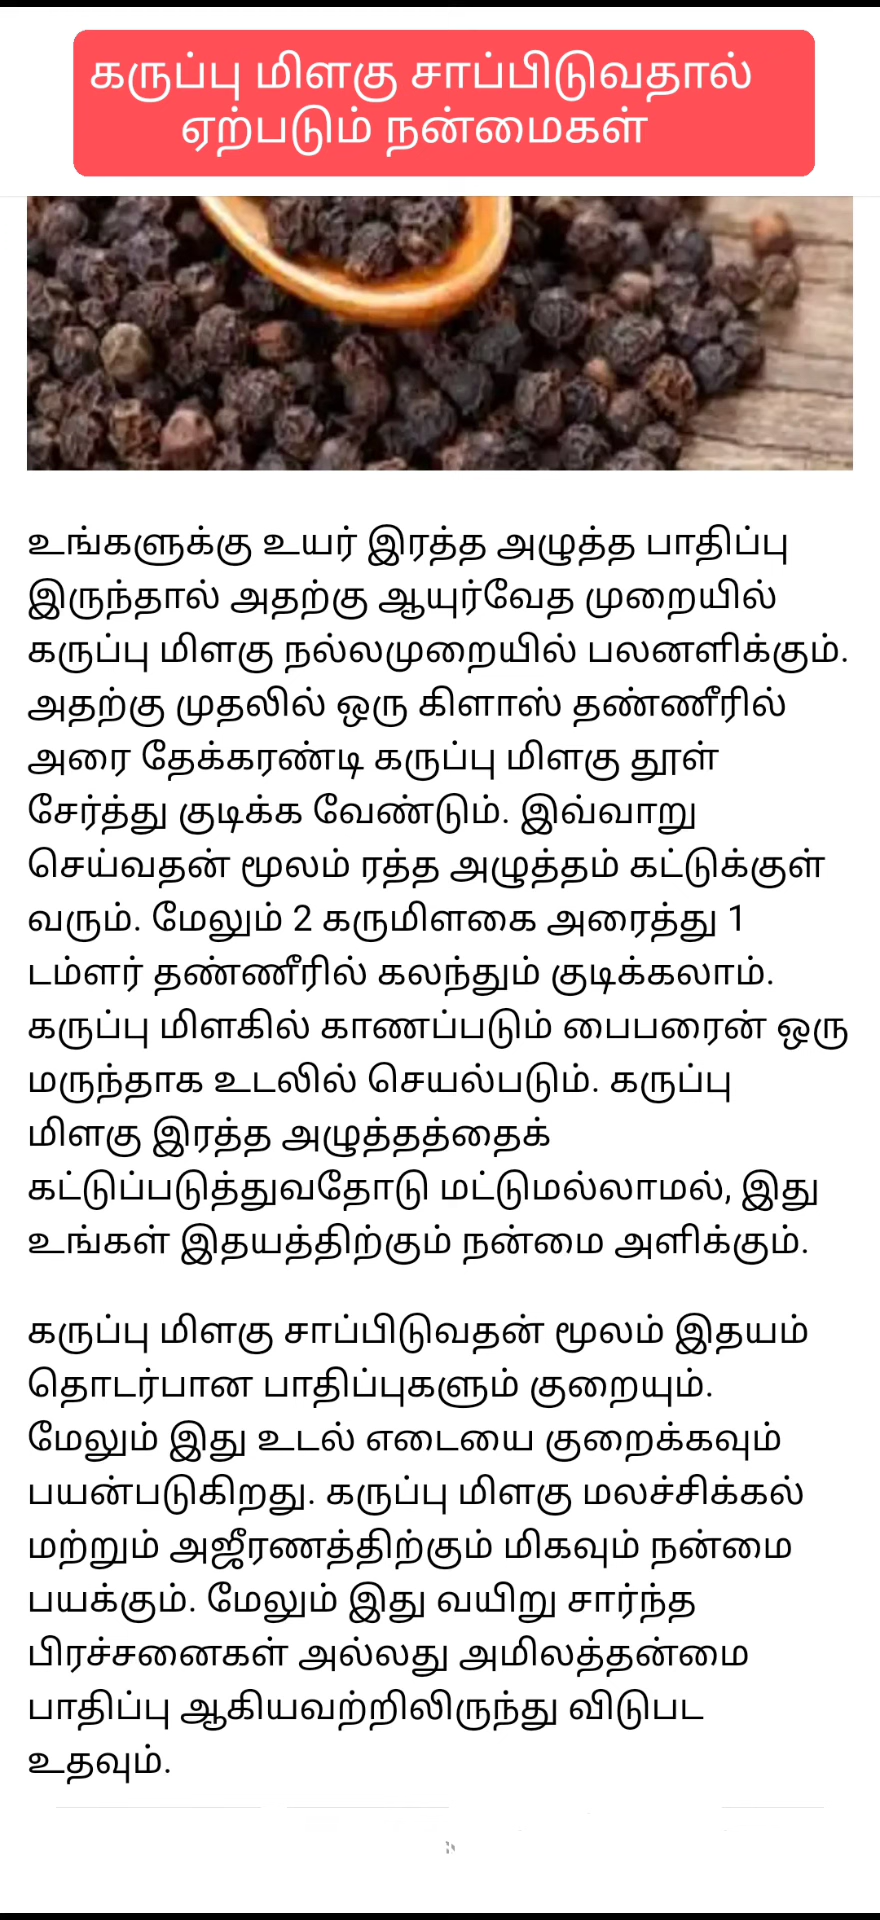 கருப்பு மிளகு சாப்பிடுவதால்
ஏற்படும் நன்மைகள்
உங்களுக்கு உயர் இரத்த அழுத்த பாதிப்பு
இருந்தால் அதற்கு ஆயுர்வேத முறையில்
கருப்பு மிளகு நல்லமுறையில் பலனளிக்கும்.
அதற்கு முதலில் ஒரு கிளாஸ் தண்ணீரில்
அரை தேக்கரண்டி கருப்பு மிளகு தூள்
சேர்த்து குடிக்க வேண்டும். இவ்வாறு
செய்வதன் மூலம் ரத்த அழுத்தம் கட்டுக்குள்
வரும். மேலும் 2 கருமிளகை அரைத்து 1
டம்ளர் தண்ணீரில் கலந்தும் குடிக்கலாம்.
கருப்பு மிளகில் காணப்படும் பைபரைன் ஒரு
மருந்தாக உடலில் செயல்படும். கருப்பு
மிளகு இரத்த அழுத்தத்தைக்
கட்டுப்படுத்துவதோடு மட்டுமல்லாமல், இது
உங்கள் இதயத்திற்கும் நன்மை அளிக்கும்.
கருப்பு மிளகு சாப்பிடுவதன் மூலம் இதயம்
தொடர்பான பாதிப்புகளும் குறையும்.
மேலும் இது உடல் எடையை குறைக்கவும்
பயன்படுகிறது. கருப்பு மிளகு மலச்சிக்கல்
மற்றும் அஜீரணத்திற்கும் மிகவும் நன்மை
பயக்கும். மேலும் இது வயிறு சார்ந்த
பிரச்சனைகள் அல்லது அமிலத்தன்மை
பாதிப்பு ஆகியவற்றிலிருந்து விடுபட
உதவும்.